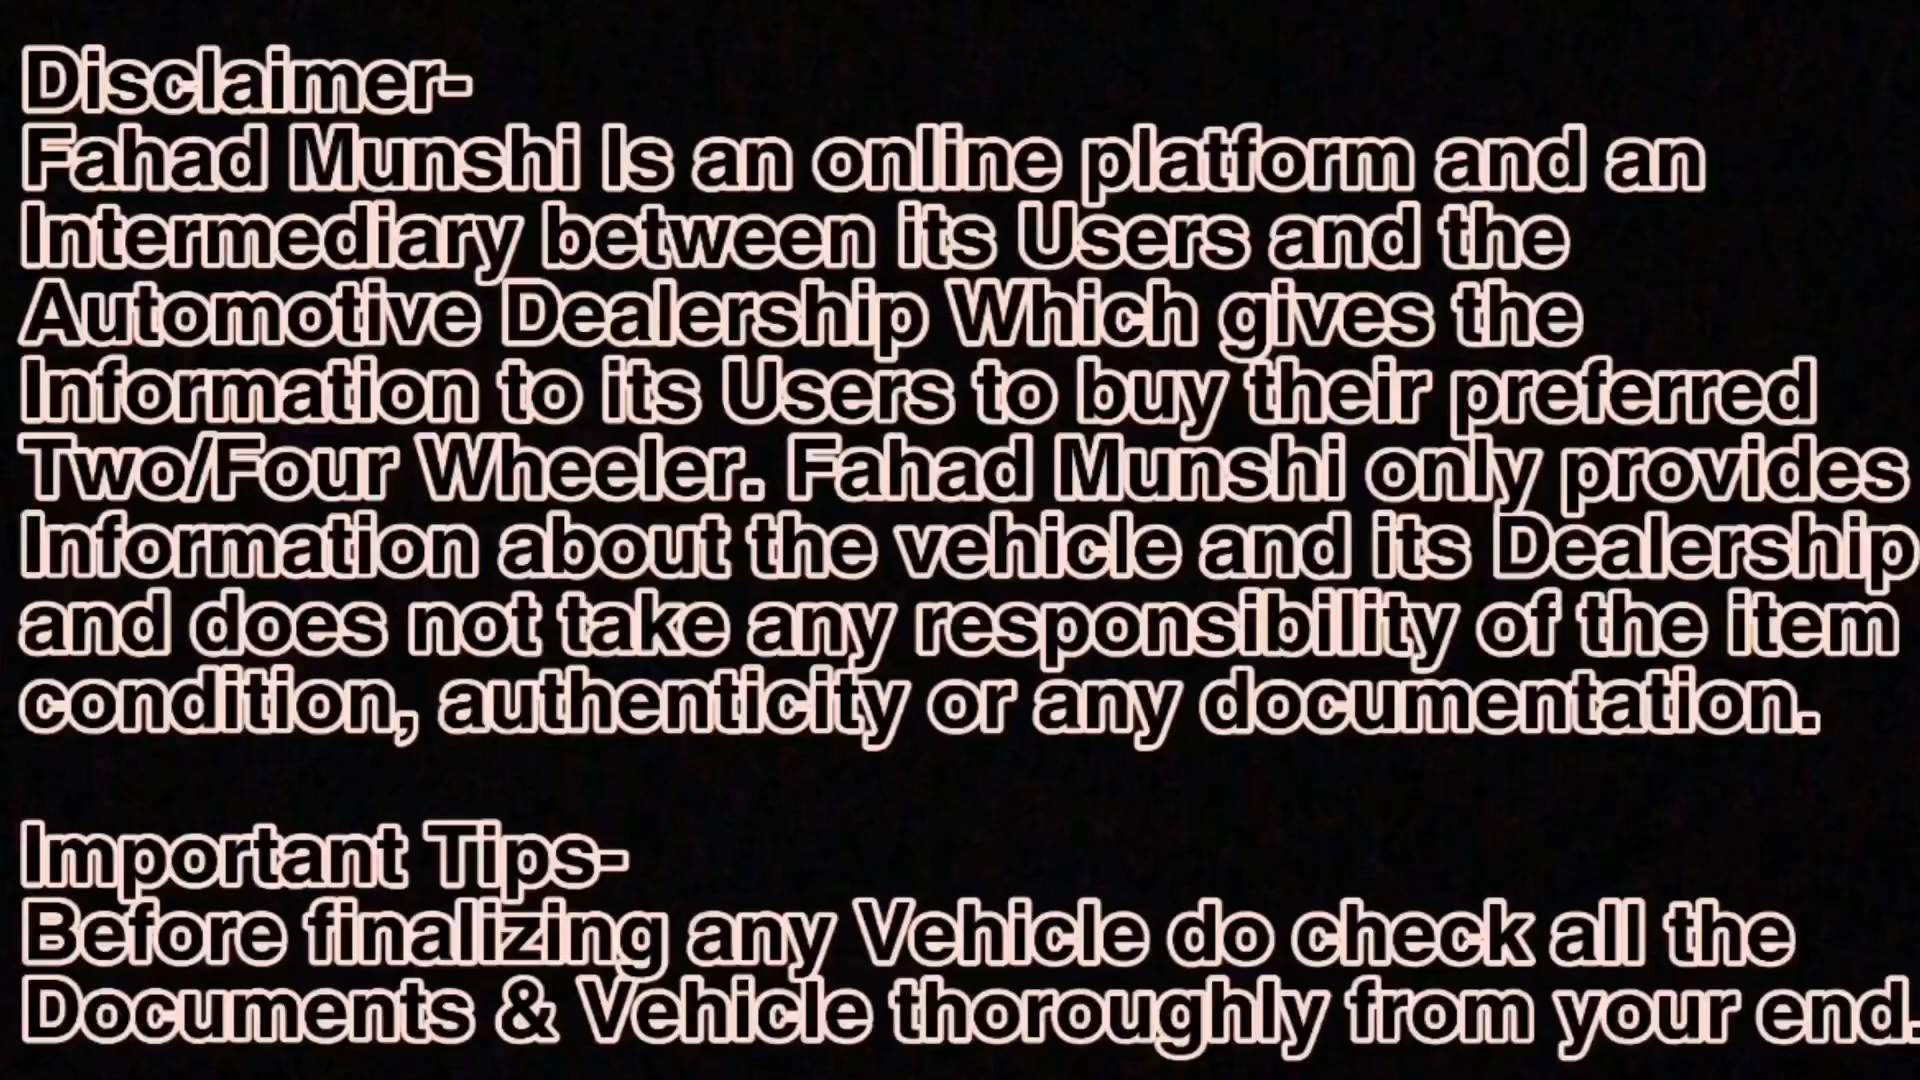 Disclaimer-
Fahad Munshi Is an online platform and an
Intermediary between its Users and the
Automotive Dealership Which gives the
Information to its Users to buy their preferred
Two/Four Wheeler. Fahad Munshi only provides
Information about the vehicle and its Dealership
and does not take any responsibility of the item
condition, authenticity or any documentation.
Important Tips-
Before finalizing any Vehicle do check all the
Documents & Vehicle thoroughly from your end.